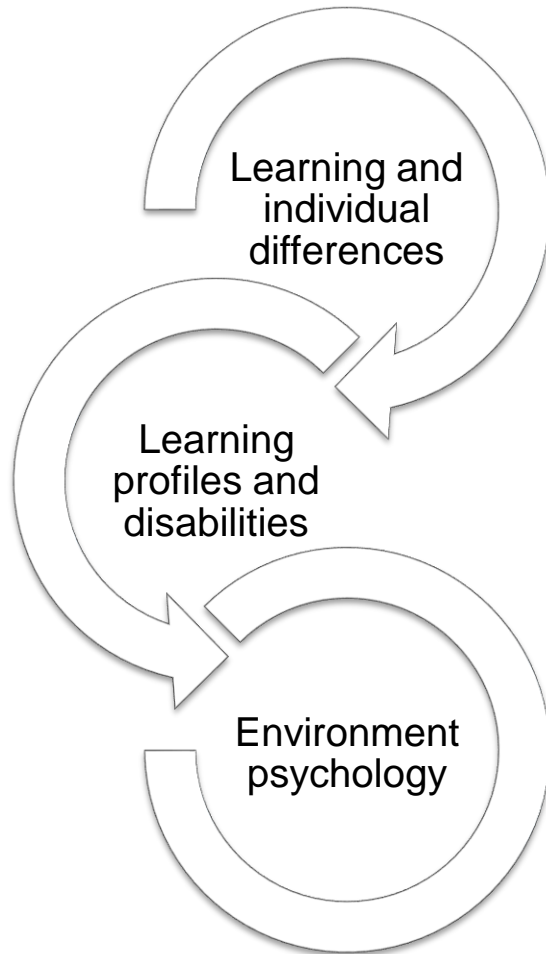 Learning and
individual
differences
Learning
profiles and
disabilities
Environment
psychology